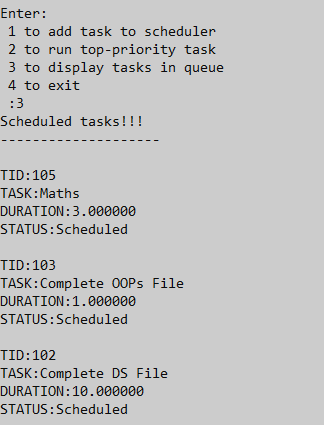 Enter:
1 to add task to scheduler
2 to run top-priority task
3 to display tasks in queue
4 to exit
:3
Scheduled tasks!!!
--------------------
TID:105
TASK:Maths
DURATION:3.000000
STATUS:Scheduled
TID:103
TASK:Complete OOPs File
DURATION:1.000000
STATUS:Scheduled
TID:102
TASK:Complete DS File
DURATION:10.000000
STATUS:Scheduled